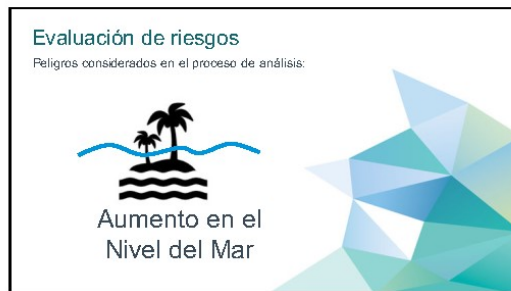 Evaluación de riesgos
Peligros considerados en el proceso de análisis:
Aumento en el
Nivel del Mar